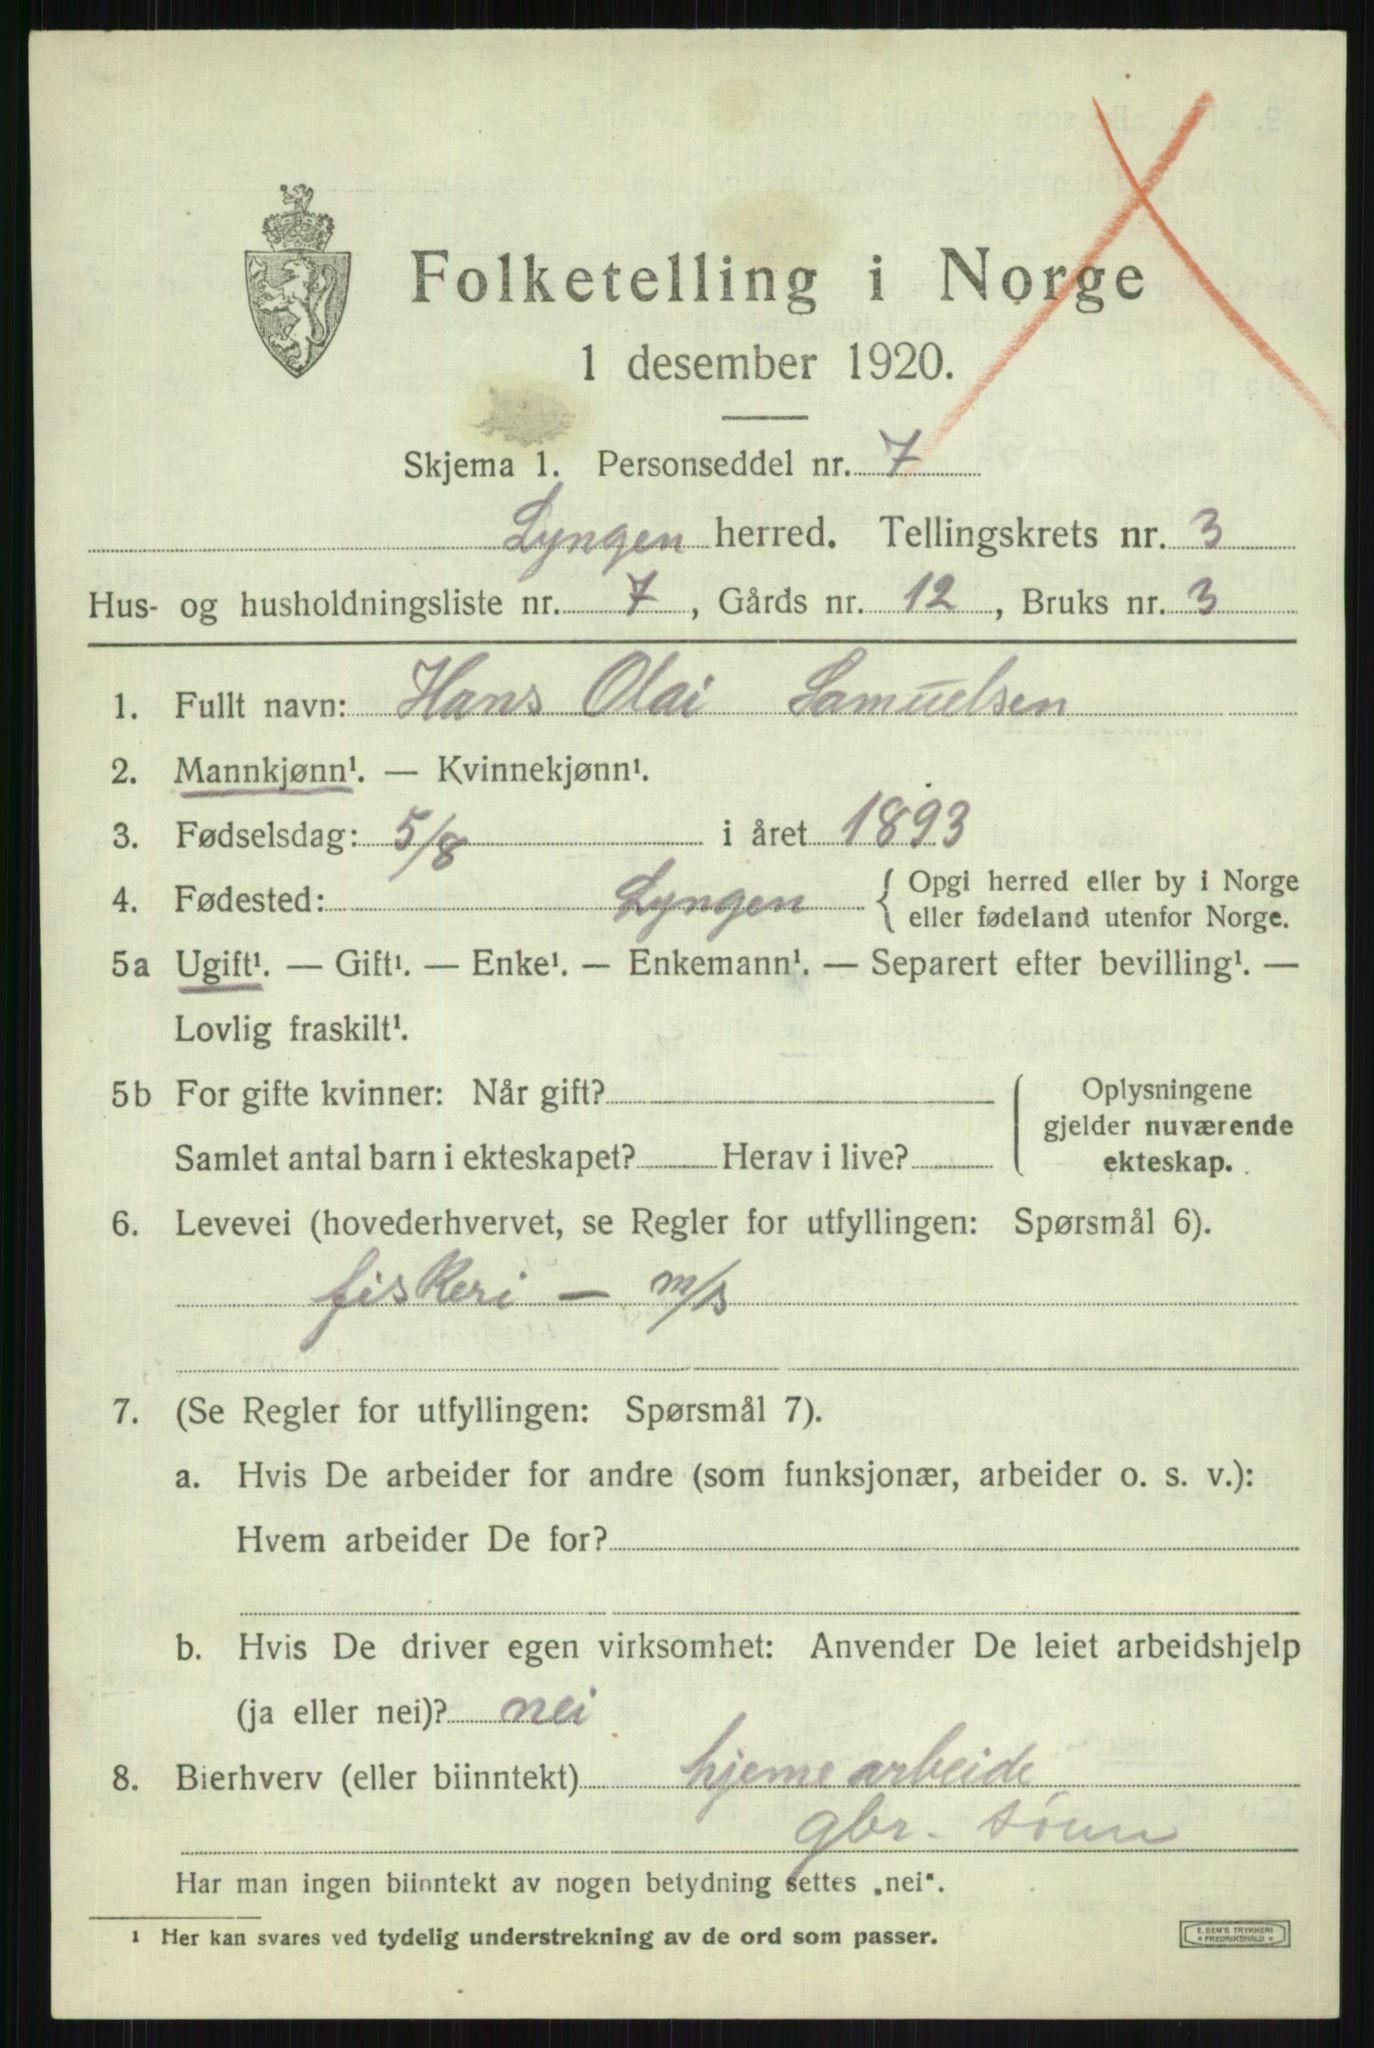 Folketelling i Norge
1 desember 1920.
Skjema 1. Personseddel nr. 7
Lyngen herred. Tellingskrets nr. 3
Hus- og husholdningsliste nr. 7, Gårds nr. 12, Bruks nr. 3
1. Fullt navn: Hans Olai Samuelsen
2. Mannkjønn¹. — Kvinnekjønn¹.
3. Fødselsdag: 5/8 i året 1893
4. Fødested: Lyngen { Opgi herred eller by i Norge
eller fødeland utenfor Norge.
5a Ugift¹. — Gift¹. — Enke¹. — Enkemann¹. — Separert efter bevilling¹. —
Lovlig fraskilt¹.
5b For gifte kvinner: Når gift?
Samlet antal barn i ekteskapet? Herav i live?
Oplysningene
gjelder nuværende
ekteskap.
6. Levevei (hovederhvervet, se Regler for utfyllingen: Spørsmål 6).
fiskeri — m/s
7. (Se Regler for utfyllingen: Spørsmål 7).
a. Hvis De arbeider for andre (som funksjonær, arbeider o. s. v.):
Hvem arbeider De for?
b. Hvis De driver egen virksomhet: Anvender De leiet arbeidshjelp
(ja eller nei)? nei
8. Bierhverv (eller biinntekt) hjemearbeide
gbr. sønn
Har man ingen biinntekt av nogen betydning settes „nei“.
¹ Her kan svares ved tydelig understrekning av de ord som passer.
E. SEM'S TRYKKERI
* FREDRIKSHALD *